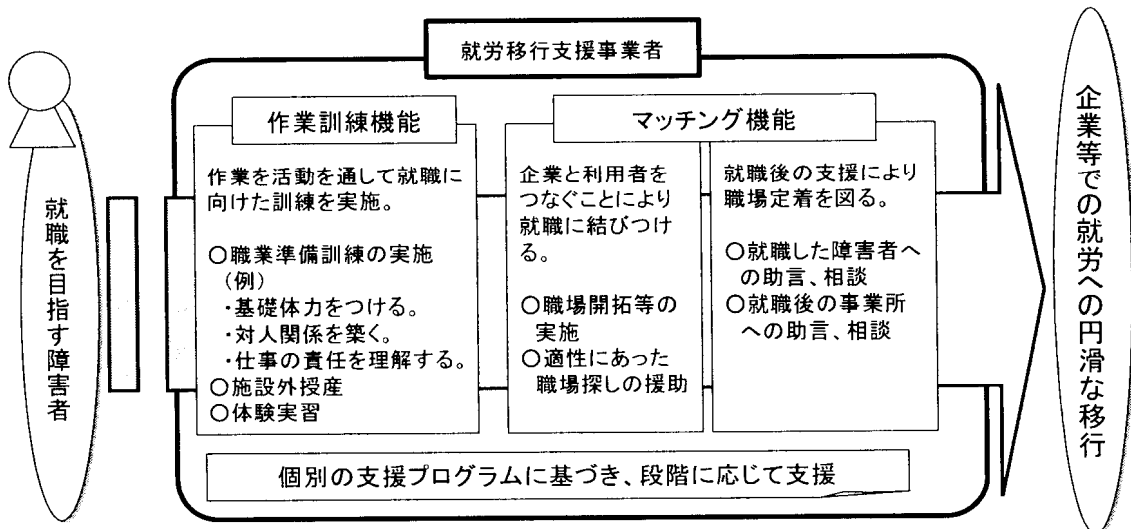 就労移行支援事業者
就職を目指す障害者
作業訓練機能
作業を活動を通して就職に
向けた訓練を実施。
○職業準備訓練の実施
(例)
・基礎体力をつける。
・対人関係を築く。
・仕事の責任を理解する。
○施設外授産
○体験実習
マッチング機能
企業と利用者を
つなぐことにより
就職に結びつけ
る。
○職場開拓等の
実施
○適性にあった
職場探しの援助
就職後の支援により
職場定着を図る。
○就職した障害者へ
の助言、相談
○就職後の事業所
への助言、相談
個別の支援プログラムに基づき、段階に応じて支援
企業等での就労への円滑な移行